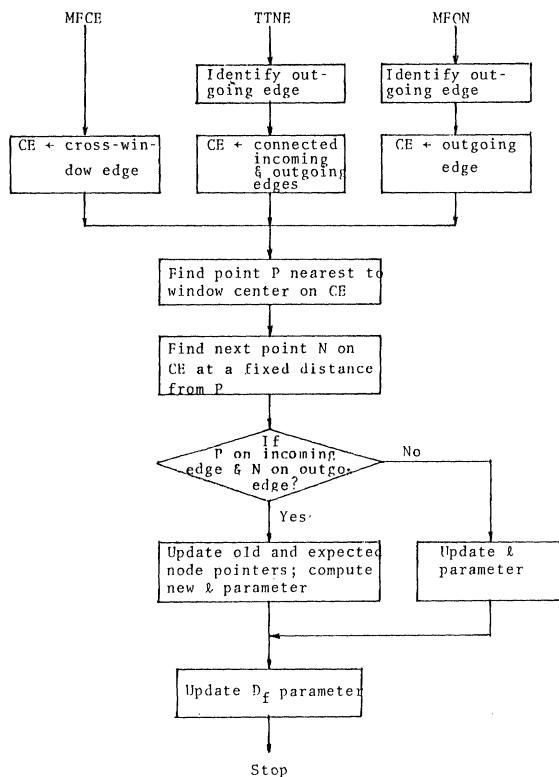 MFCE TTNE MFON
Identify out-
going edge
Identify out-
going edge
CE ← cross-win-
dow edge
CE ← connected
incoming
& outgoing
edges
CE ← outgoing
edge
Find point P nearest to
window center on CE
Find next point N on
CE at a fixed distance
from P
If
P on incoming
edge & N on outgo.
edge?
No
Yes
Update old and expected
node pointers; compute
new ℓ parameter
Update ℓ
parameter
Update D_f parameter
Stop